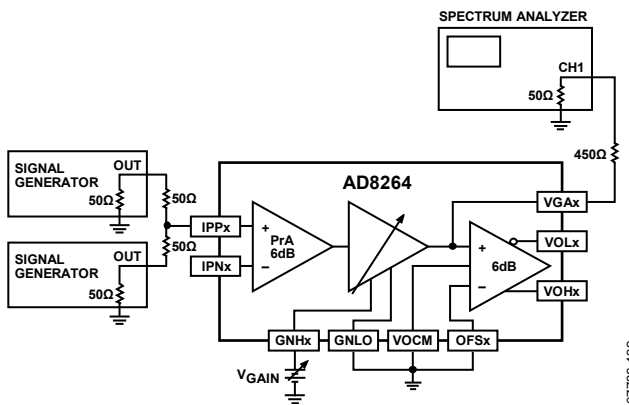 SPECTRUM ANALYZER
CH1
50Ω
450Ω
SIGNAL
GENERATOR
OUT
50Ω
50Ω
SIGNAL
GENERATOR
OUT
50Ω
50Ω
AD8264
IPPx
IPNx
+
PrA
6dB
–
VGAx
VOLx
VOHx
+
6dB
–
GNHx
GNLO
VOCM
OFSx
VGAIN